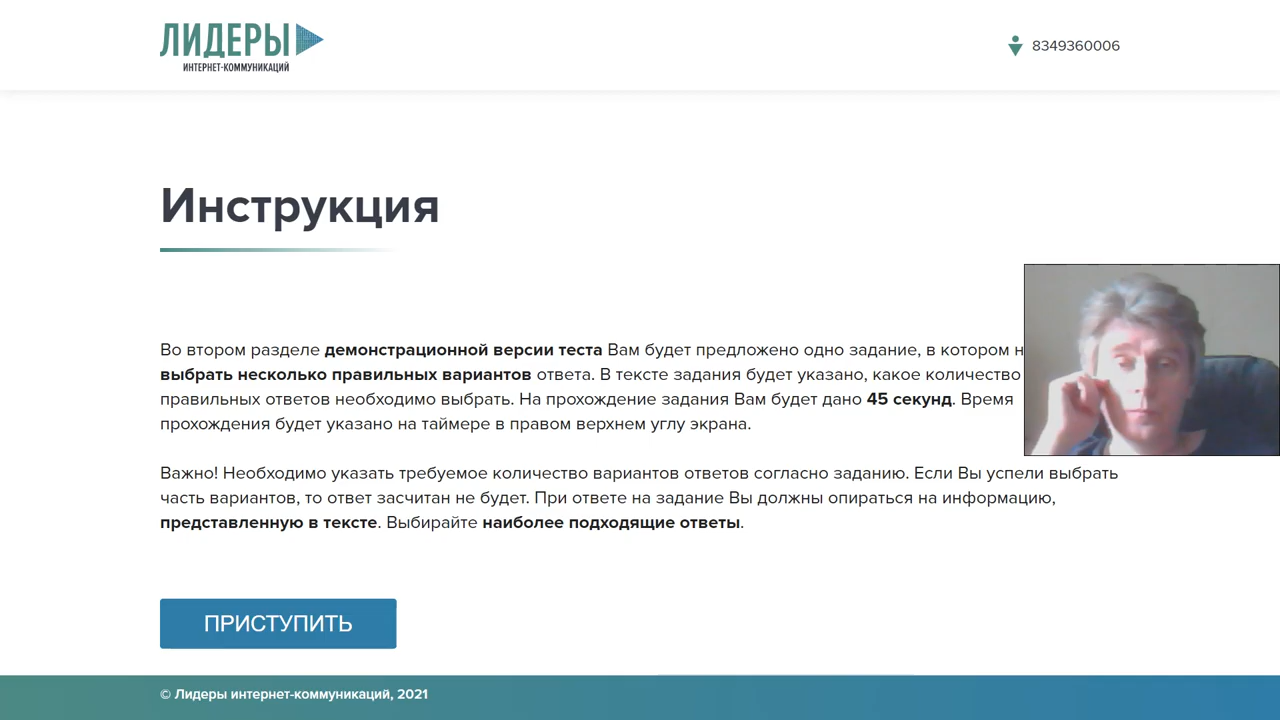 ЛИДЕРЫ
ИНТЕРНЕТ-КОММУНИКАЦИЙ
8349360006
Инструкция
Во втором разделе демонстрационной версии теста Вам будет предложено одно задание, в котором
выбрать несколько правильных вариантов ответа. В тексте задания будет указано, какое количество
правильных ответов необходимо выбрать. На прохождение задания Вам будет дано 45 секунд. Время
прохождения будет указано на таймере в правом верхнем углу экрана.
Важно! Необходимо указать требуемое количество вариантов ответов согласно заданию. Если Вы успели выбрать
часть вариантов, то ответ засчитан не будет. При ответе на задание Вы должны опираться на информацию,
представленную в тексте. Выбирайте наиболее подходящие ответы.
ПРИСТУПИТЬ
© Лидеры интернет-коммуникаций, 2021